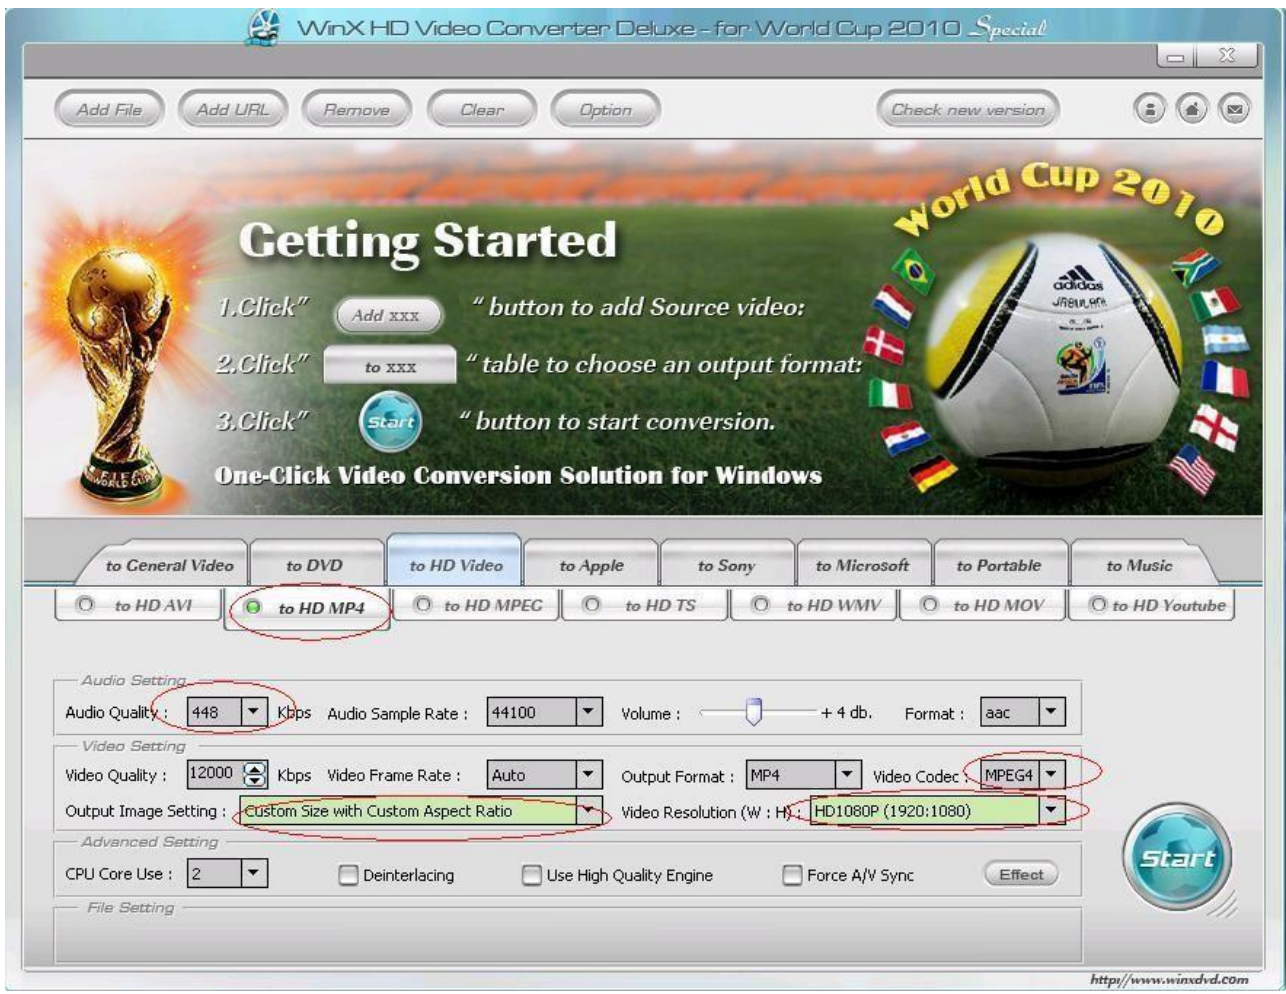 WinX HD Video Converter Deluxe - for World Cup 2010 Special
Add File Add URL Remove Clear Option Check new version
World Cup 2010
Getting Started
1.Click" Add xxx " button to add Source video:
2.Click" to xxx " table to choose an output format:
3.Click" Start " button to start conversion.
One-Click Video Conversion Solution for Windows
adidas
JABULANI
to General Video to DVD to HD Video to Apple to Sony to Microsoft to Portable to Music
to HD AVI to HD MP4 to HD MPEG to HD TS to HD WMV to HD MOV to HD Youtube
Audio Setting
Audio Quality : 448 Kbps Audio Sample Rate : 44100 Volume : + 4 db. Format : aac
Video Setting
Video Quality : 12000 Kbps Video Frame Rate : Auto Output Format : MP4 Video Codec : MPEG4
Output Image Setting : Custom Size with Custom Aspect Ratio Video Resolution (W : H) : HD1080P (1920:1080)
Advanced Setting
CPU Core Use : 2 Deinterlacing Use High Quality Engine Force A/V Sync Effect
Start
File Setting
http://www.winxdvd.com